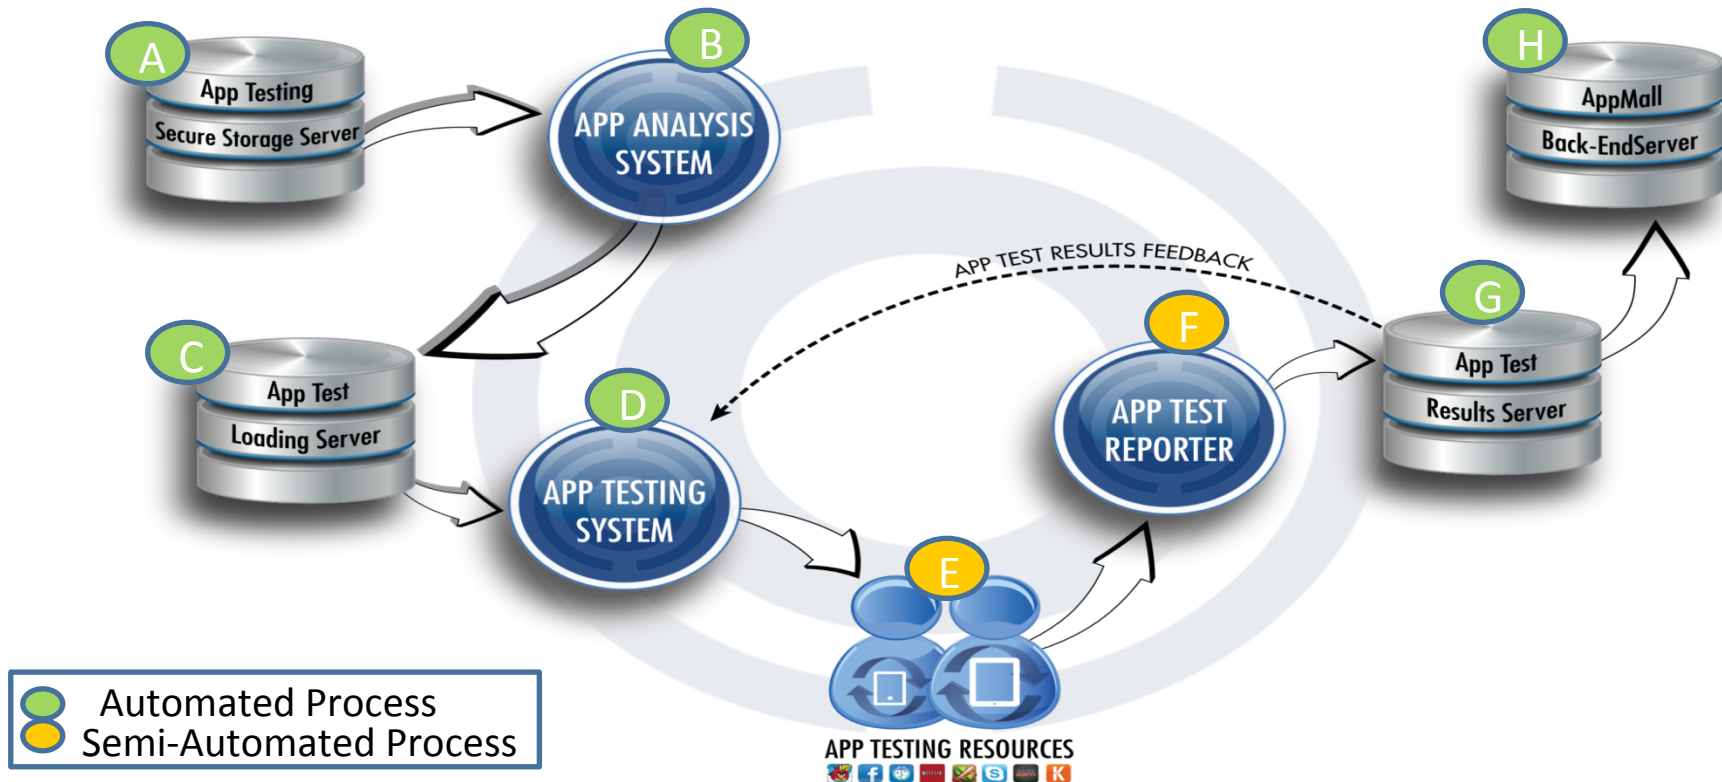 A
App Testing
Secure Storage Server
B
APP ANALYSIS
SYSTEM
H
AppMall
Back-EndServer
APP TEST RESULTS FEEDBACK
C
App Test
Loading Server
D
APP TESTING
SYSTEM
E
APP TESTING RESOURCES
F
APP TEST
REPORTER
G
App Test
Results Server
Automated Process
Semi-Automated Process